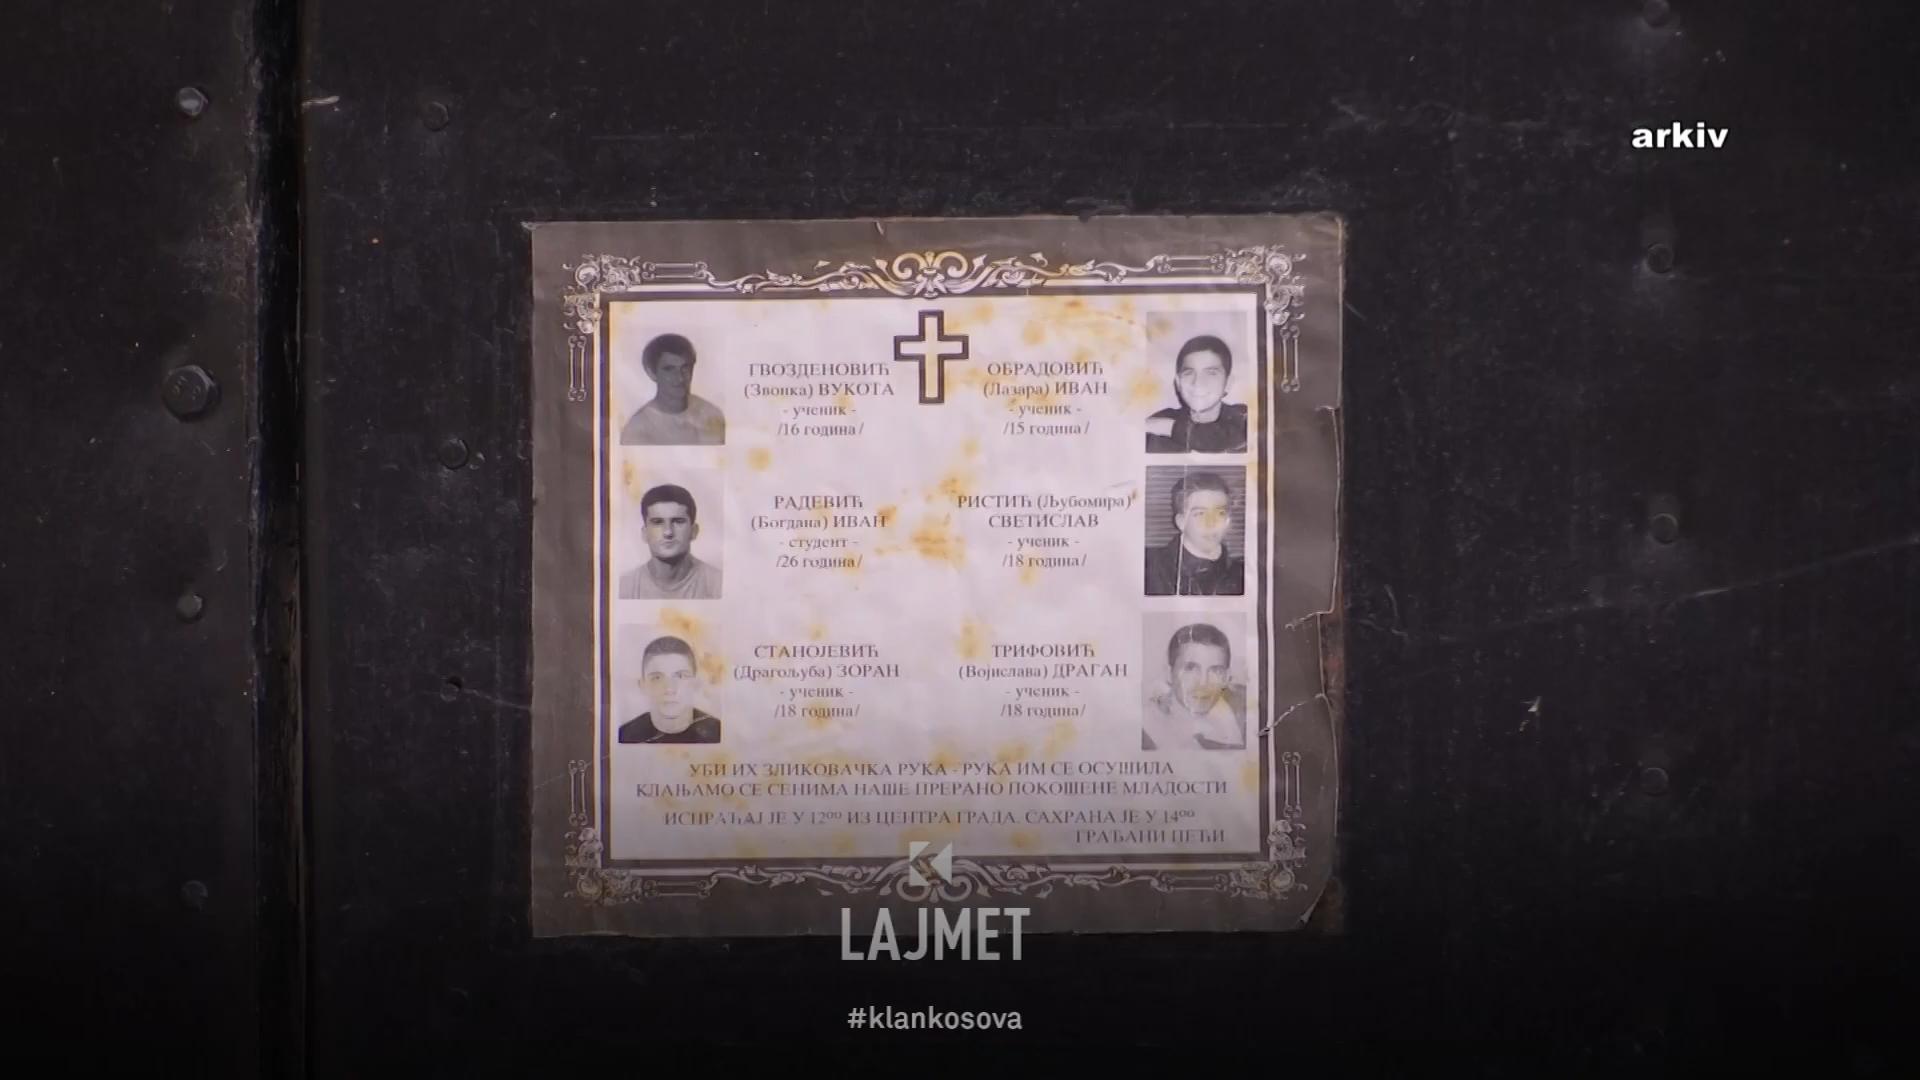 arkiv
ГВОЗДЕНОВИЋ
(Звонка) ВУКОТА
- ученик -
/16 година/
ОБРАДОВИЋ
(Лазара) ИВАН
- ученик -
/15 година/
РАДЕВИЋ
(Богдана) ИВАН
- студент -
/26 година/
РИСТИЋ (Љубомира)
СВЕТИСЛАВ
- ученик -
/18 година/
СТАНОЈЕВИЋ
(Драгољуба) ЗОРАН
- ученик -
/18 година/
ТРИФОВИЋ
(Војислава) ДРАГАН
- ученик -
/18 година/
УБИ ИХ ЗЛИКОВАЧКА РУКА - РУКА ИМ СЕ ОСУШИЛА
КЛАЊАМО СЕ СЕНИМА НАШЕ ПРЕРАНО ПОКОШЕНЕ МЛАДОСТИ
ИСПРАЋАЈ ЈЕ У 12⁰⁰ ИЗ ЦЕНТРА ГРАДА. САХРАНА ЈЕ У 14⁰⁰
ГРАЂАНИ ПЕЋИ
LAJMET
#klankosova